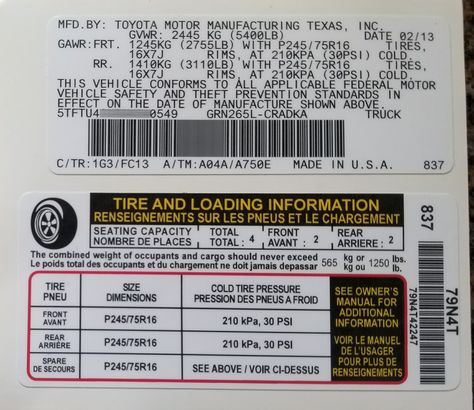 MFD.BY: TOYOTA MOTOR MANUFACTURING TEXAS, INC.
GVWR: 2445 KG (5400LB) DATE 02/13
GAWR:FRT. 1245KG (2755LB) WITH P245/75R16 TIRES,
16X7J RIMS, AT 210KPA (30PSI) COLD.
RR. 1410KG (3110LB) WITH P245/75R16 TIRES,
16X7J RIMS, AT 210KPA (30PSI) COLD.
THIS VEHICLE CONFORMS TO ALL APPLICABLE FEDERAL MOTOR
VEHICLE SAFETY AND THEFT PREVENTION STANDARDS IN
EFFECT ON THE DATE OF MANUFACTURE SHOWN ABOVE.
5TFTU4 0549 GRN265L-CRADKA TRUCK
C/TR:1G3/FC13 A/TM:A04A/A750E MADE IN U.S.A. 837
TIRE AND LOADING INFORMATION
RENSEIGNEMENTS SUR LES PNEUS ET LE CHARGEMENT
SEATING CAPACITY TOTAL FRONT REAR
NOMBRE DE PLACES TOTAL : 4 AVANT : 2 ARRIERE : 2
The combined weight of occupants and cargo should never exceed 565 kg or 1250 lbs.
Le poids total des occupants et du chargement ne doit jamais depasser kg ou lb.
TIRE
PNEU
SIZE
DIMENSIONS
COLD TIRE PRESSURE
PRESSION DES PNEUS A FROID
FRONT
AVANT
P245/75R16
210 kPa, 30 PSI
REAR
ARRIÈRE
P245/75R16
210 kPa, 30 PSI
SPARE
DE SECOURS
P245/75R16
SEE ABOVE / VOIR CI-DESSUS
SEE OWNER'S
MANUAL FOR
ADDITIONAL
INFORMATION
VOIR LE MANUEL
DE L'USAGER
POUR PLUS DE
RENSEIGNEMENTS
837
79N4T
79N4T42247